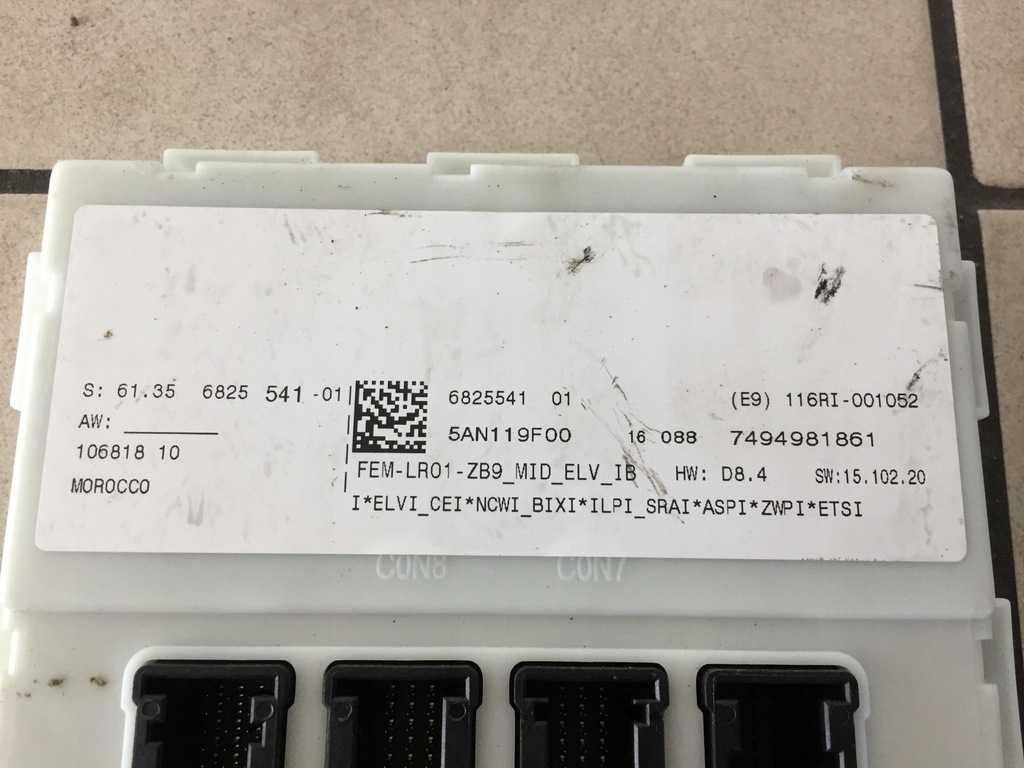 S: 61.35 6825 541 -01
AW:
106818 10
MOROCCO
6825541 01 (E9) 116RI-001052
5AN119F00 16 088 7494981861
FEM-LR01-ZB9_MID_ELV_IB HW: D8.4 SW:15.102.20
I*ELVI_CEI*NCWI_BIXI*ILPI_SRAI*ASPI*ZWPI*ETSI
CON8 CON7